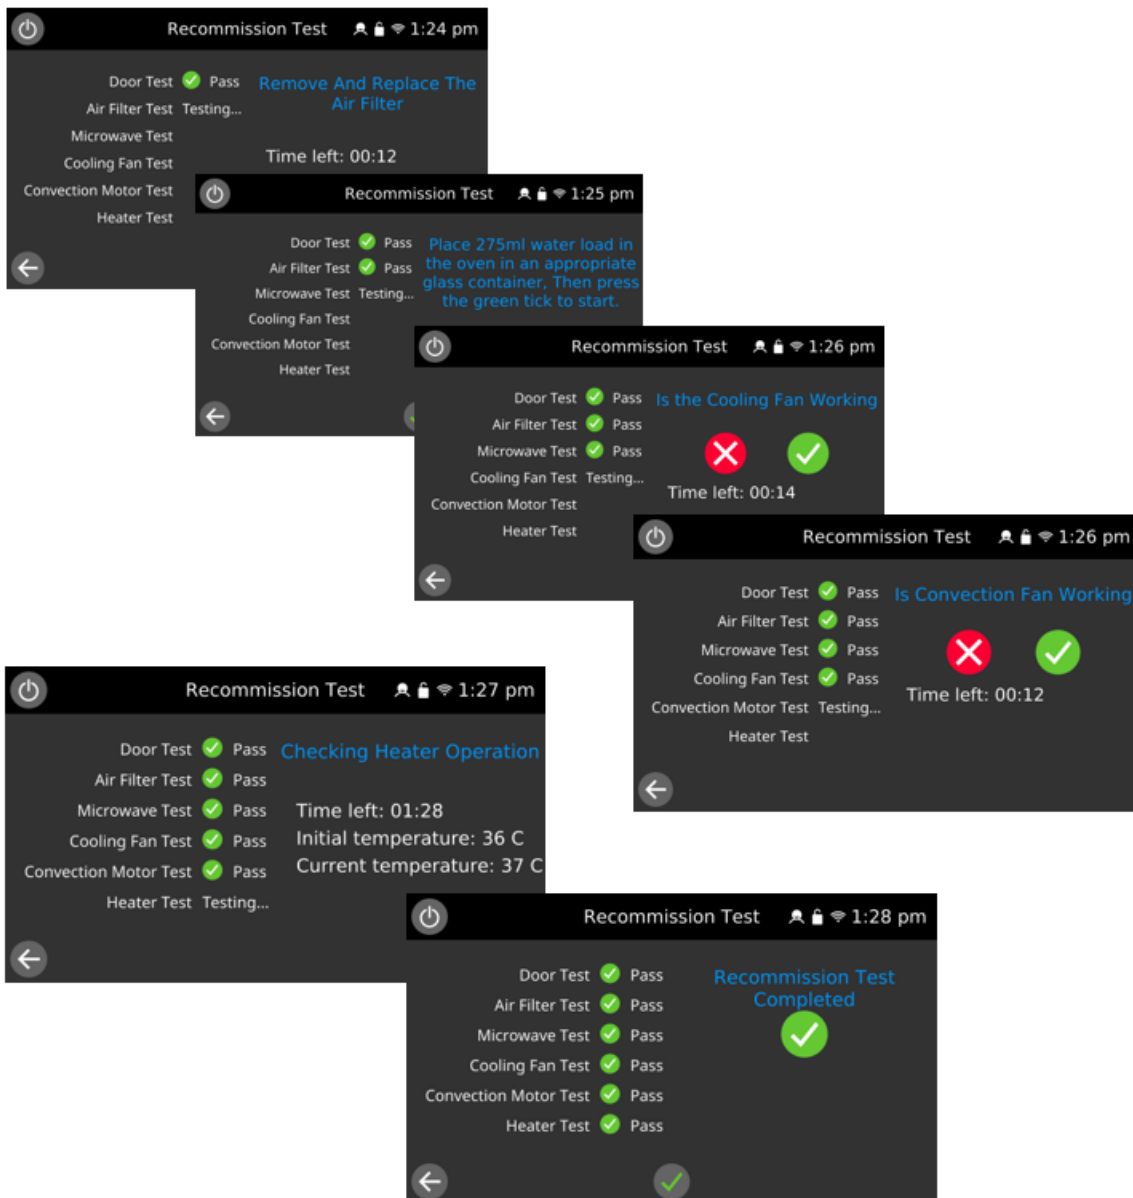 Recommission Test 1:24 pm
Door Test Pass
Remove And Replace The
Air Filter
Air Filter Test Testing...
Microwave Test
Cooling Fan Test
Time left: 00:12
Convection Motor Test
Heater Test
Recommission Test 1:25 pm
Door Test Pass
Air Filter Test Pass
Microwave Test Testing...
Cooling Fan Test
Convection Motor Test
Heater Test
Place 275ml water load in
the oven in an appropriate
glass container, Then press
the green tick to start.
Recommission Test 1:26 pm
Door Test Pass
Air Filter Test Pass
Microwave Test Pass
Cooling Fan Test Testing...
Convection Motor Test
Heater Test
Is the Cooling Fan Working
Time left: 00:14
Recommission Test 1:26 pm
Door Test Pass
Air Filter Test Pass
Microwave Test Pass
Cooling Fan Test Pass
Convection Motor Test Testing...
Heater Test
Is Convection Fan Working
Time left: 00:12
Recommission Test 1:27 pm
Door Test Pass
Air Filter Test Pass
Microwave Test Pass
Cooling Fan Test Pass
Convection Motor Test Pass
Heater Test Testing...
Checking Heater Operation
Time left: 01:28
Initial temperature: 36 C
Current temperature: 37 C
Recommission Test 1:28 pm
Door Test Pass
Air Filter Test Pass
Microwave Test Pass
Cooling Fan Test Pass
Convection Motor Test Pass
Heater Test Pass
Recommission Test
Completed